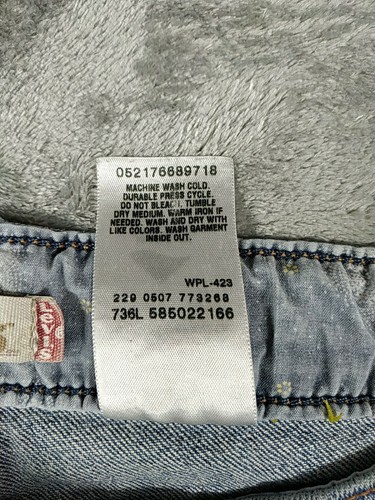 052176689718
MACHINE WASH COLD.
DURABLE PRESS CYCLE.
DO NOT BLEACH. TUMBLE
DRY MEDIUM. WARM IRON IF
NEEDED. WASH AND DRY WITH
LIKE COLORS. WASH GARMENT
INSIDE OUT.
WPL-423
229 0507 773268
736L 585022166
LEVI'S